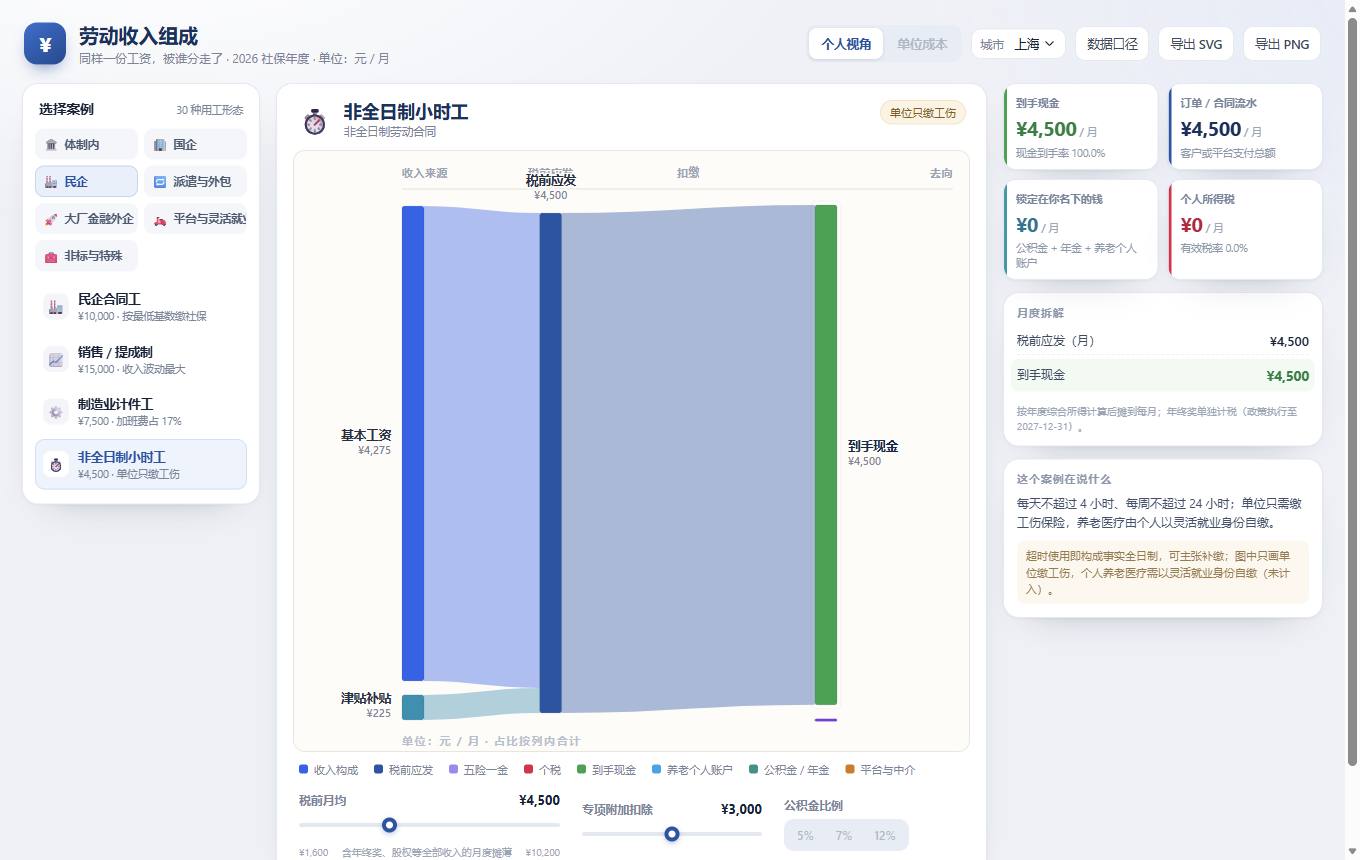 ¥
劳动收入组成
同样一份工资，被谁分走了 · 2026 社保年度 · 单位：元 / 月
个人视角
单位成本
城市 上海
数据口径
导出 SVG
导出 PNG
选择案例
30 种用工形态
体制内
国企
民企
派遣与外包
大厂金融外企
平台与灵活就业
非标与特殊
民企合同工
¥10,000 · 按最低基数缴社保
销售 / 提成制
¥15,000 · 收入波动最大
制造业计件工
¥7,500 · 加班费占 17%
非全日制小时工
¥4,500 · 单位只缴工伤
非全日制小时工
非全日制劳动合同
单位只缴工伤
收入来源
税前应发
扣缴
去向
税前应发
¥4,500
基本工资
¥4,275
到手现金
¥4,500
津贴补贴
¥225
单位：元 / 月 · 占比按列内合计
收入构成
税前应发
五险一金
个税
到手现金
养老个人账户
公积金 / 年金
平台与中介
税前月均
¥4,500
¥1,600
含年终奖、股权等全部收入的月度摊薄
¥10,200
专项附加扣除
¥3,000
公积金比例
5%
7%
12%
到手现金
¥4,500 / 月
现金到手率 100.0%
订单 / 合同流水
¥4,500 / 月
客户或平台支付总额
锁定在你名下的钱
¥0 / 月
公积金 + 年金 + 养老个人
账户
个人所得税
¥0 / 月
有效税率 0.0%
月度拆解
税前应发（月）
¥4,500
到手现金
¥4,500
按年度综合所得计算后摊到每月；年终奖单独计税（政策执行至
2027-12-31）。
这个案例在说什么
每天不超过 4 小时、每周不超过 24 小时；单位只需缴
工伤保险，养老医疗由个人以灵活就业身份自缴。
超时使用即构成事实全日制，可主张补缴；图中只画单
位缴工伤，个人养老医疗需以灵活就业身份自缴（未计
入）。